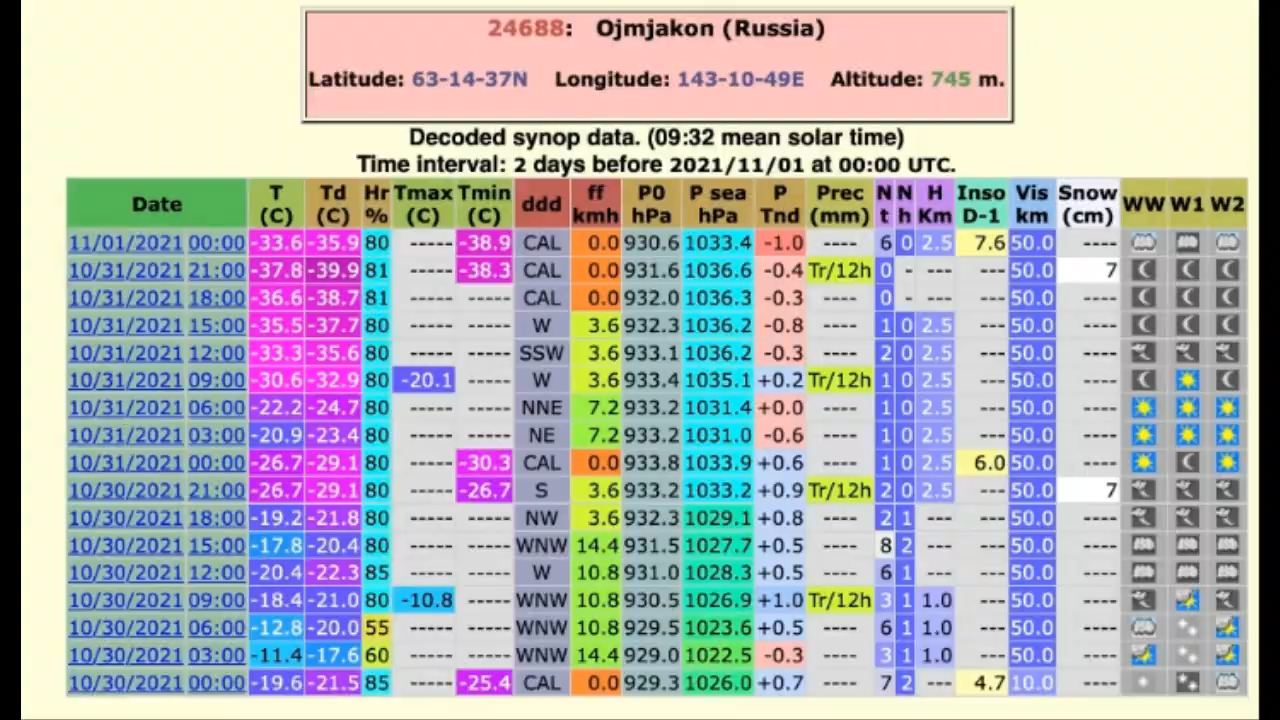 24688: Ojmjakon (Russia)
Latitude: 63-14-37N Longitude: 143-10-49E Altitude: 745 m.
Decoded synop data. (09:32 mean solar time)
Time interval: 2 days before 2021/11/01 at 00:00 UTC.
Date T (C) Td (C) Hr % Tmax (C) Tmin (C) ddd ff kmh P0 hPa P sea hPa P Tnd Prec (mm) N t N h H Km Inso D-1 Vis km Snow (cm) WW W1 W2
11/01/2021 00:00 -33.6 -35.9 80 ----- -38.9 CAL 0.0 930.6 1033.4 -1.0 ---- 6 0 2.5 7.6 50.0 ----
10/31/2021 21:00 -37.8 -39.9 81 ----- -38.3 CAL 0.0 931.6 1036.6 -0.4 Tr/12h 0 - --- --- 50.0 7
10/31/2021 18:00 -36.6 -38.7 81 ----- ----- CAL 0.0 932.0 1036.3 -0.3 ---- 0 - --- --- 50.0 ----
10/31/2021 15:00 -35.5 -37.7 80 ----- ----- W 3.6 932.3 1036.2 -0.8 ---- 1 0 2.5 --- 50.0 ----
10/31/2021 12:00 -33.3 -35.6 80 ----- ----- SSW 3.6 933.1 1036.2 -0.3 ---- 2 0 2.5 --- 50.0 ----
10/31/2021 09:00 -30.6 -32.9 80 -20.1 ----- W 3.6 933.4 1035.1 +0.2 Tr/12h 1 0 2.5 --- 50.0 ----
10/31/2021 06:00 -22.2 -24.7 80 ----- ----- NNE 7.2 933.2 1031.4 +0.0 ---- 1 0 2.5 --- 50.0 ----
10/31/2021 03:00 -20.9 -23.4 80 ----- ----- NE 7.2 933.2 1031.0 -0.6 ---- 1 0 2.5 --- 50.0 ----
10/31/2021 00:00 -26.7 -29.1 80 ----- -30.3 CAL 0.0 933.8 1033.9 +0.6 ---- 1 0 2.5 6.0 50.0 ----
10/30/2021 21:00 -26.7 -29.1 80 ----- -26.7 S 3.6 933.2 1033.2 +0.9 Tr/12h 2 0 2.5 --- 50.0 7
10/30/2021 18:00 -19.2 -21.8 80 ----- ----- NW 3.6 932.3 1029.1 +0.8 ---- 2 1 --- --- 50.0 ----
10/30/2021 15:00 -17.8 -20.4 80 ----- ----- WNW 14.4 931.5 1027.7 +0.5 ---- 8 2 --- --- 50.0 ----
10/30/2021 12:00 -20.4 -22.3 85 ----- ----- W 10.8 931.0 1028.3 +0.5 ---- 6 1 --- --- 50.0 ----
10/30/2021 09:00 -18.4 -21.0 80 -10.8 ----- WNW 10.8 930.5 1026.9 +1.0 Tr/12h 3 1 1.0 --- 50.0 ----
10/30/2021 06:00 -12.8 -20.0 55 ----- ----- WNW 10.8 929.5 1023.6 +0.5 ---- 6 1 1.0 --- 50.0 ----
10/30/2021 03:00 -11.4 -17.6 60 ----- ----- WNW 14.4 929.0 1022.5 -0.3 ---- 3 1 1.0 --- 50.0 ----
10/30/2021 00:00 -19.6 -21.5 85 ----- -25.4 CAL 0.0 929.3 1026.0 +0.7 ---- 7 2 --- 4.7 10.0 ----